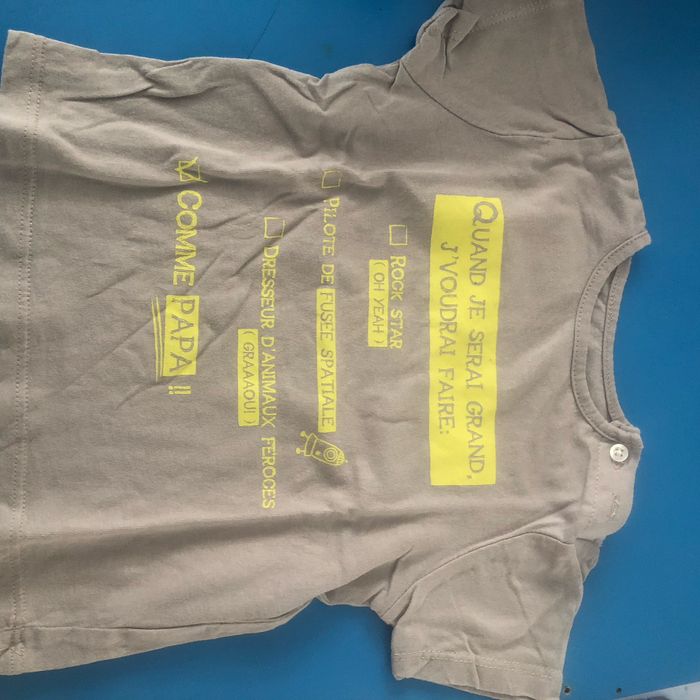 QUAND JE SERAI GRAND,
J'VOUDRAI FAIRE:
ROCK STAR
(OH YEAH)
PILOTE DE FUSEE SPATIALE
DRESSEUR D'ANIMAUX FEROCES
(GRAAAOU!)
COMME PAPA !!